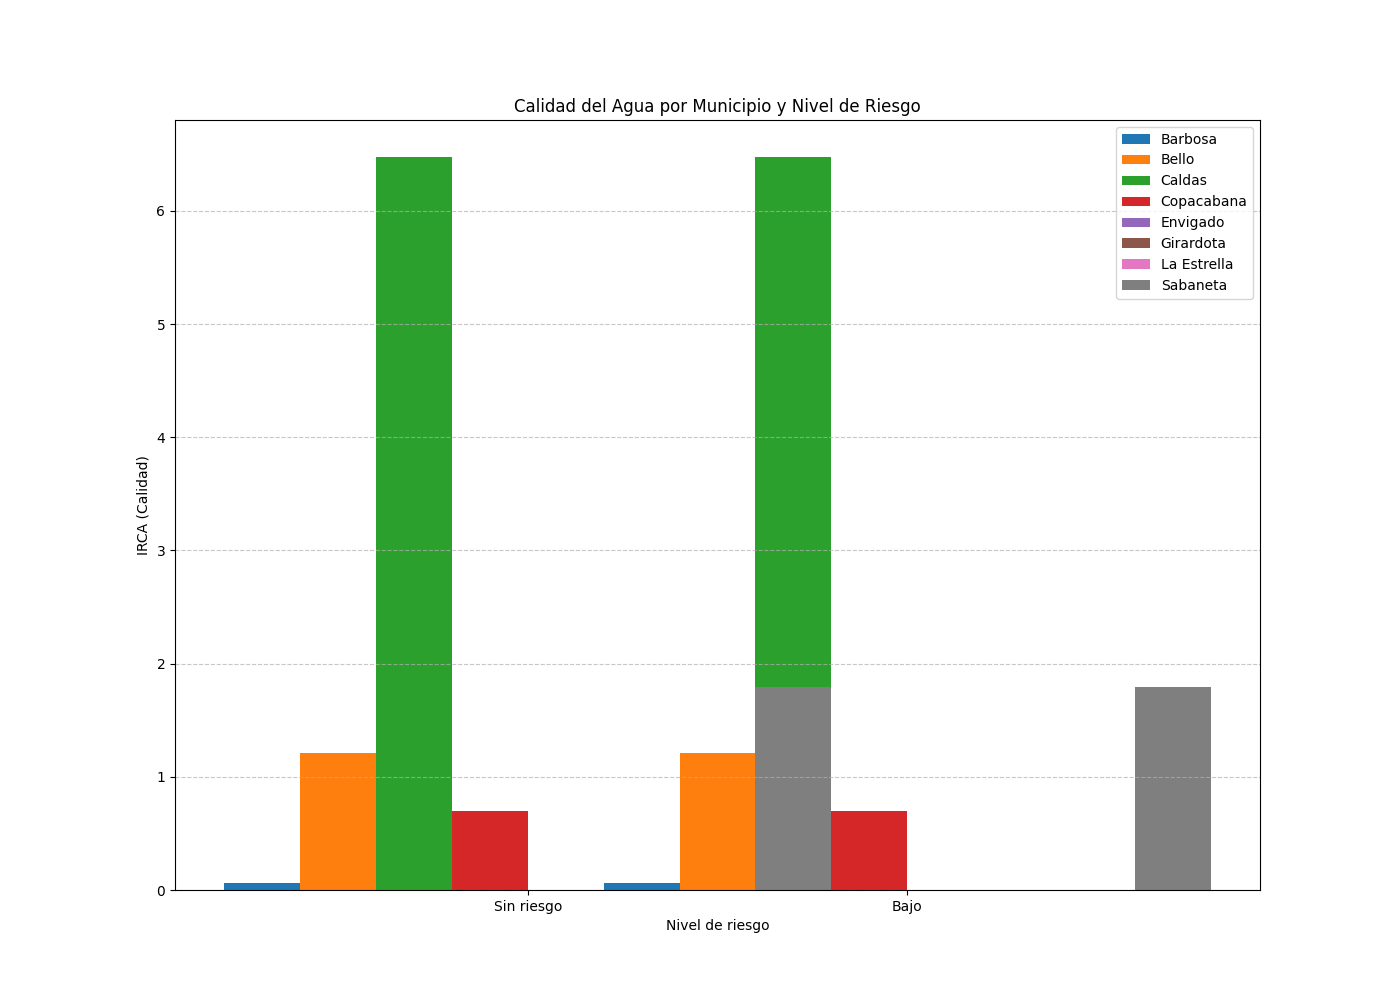 Calidad del Agua por Municipio y Nivel de Riesgo
Barbosa
Bello
Caldas
Copacabana
Envigado
Girardota
La Estrella
Sabaneta
IRCA (Calidad)
6
5
4
3
2
1
0
Sin riesgo
Bajo
Nivel de riesgo